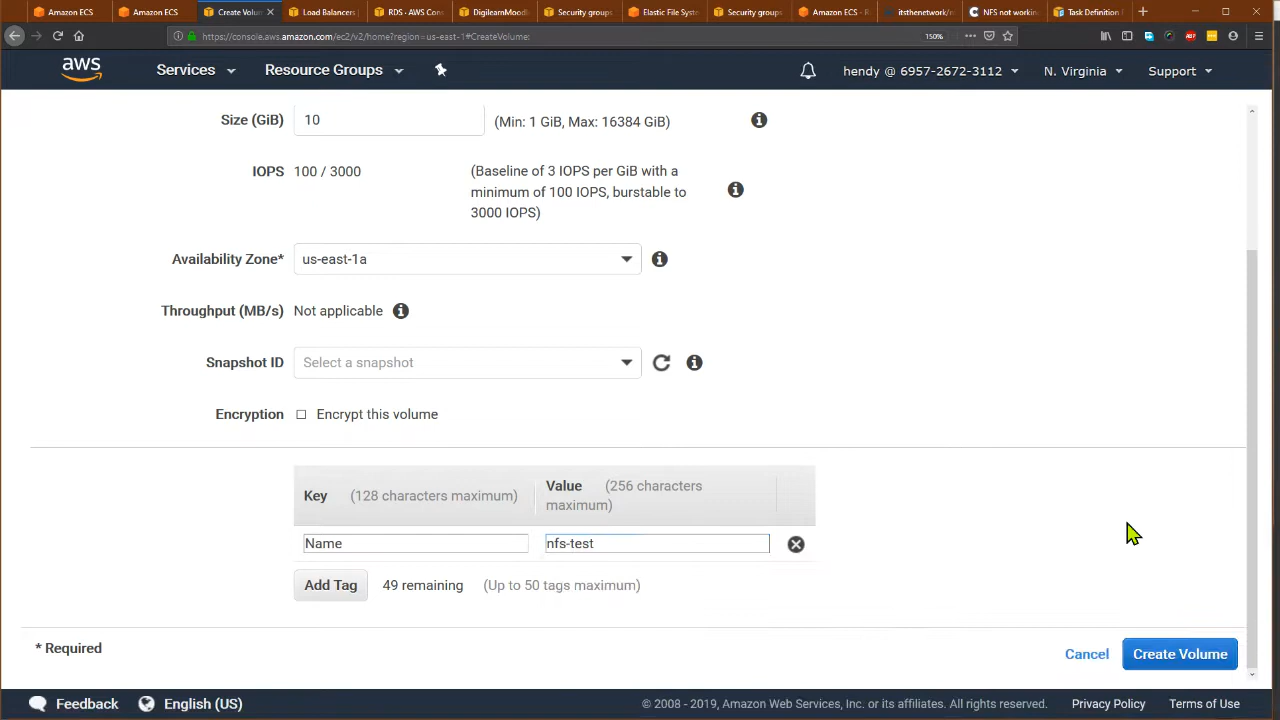 Amazon ECS
Amazon ECS
Create Volum
Load Balancers
RDS - AWS Con
DigilearnMoodl
Security groups
Elastic File Syst
Security groups
Amazon ECS - R
itsthenetwork/n
NFS not workin
Task Definition
https://console.aws.amazon.com/ec2/v2/home?region=us-east-1#CreateVolume:
150%
ABP
aws
Services
Resource Groups
hendy @ 6957-2672-3112
N. Virginia
Support
Size (GiB)
10
(Min: 1 GiB, Max: 16384 GiB)
IOPS
100 / 3000
(Baseline of 3 IOPS per GiB with a
minimum of 100 IOPS, burstable to
3000 IOPS)
Availability Zone*
us-east-1a
Throughput (MB/s)
Not applicable
Snapshot ID
Select a snapshot
Encryption
Encrypt this volume
Key (128 characters maximum)
Value (256 characters
maximum)
Name
nfs-test
Add Tag
49 remaining
(Up to 50 tags maximum)
* Required
Cancel
Create Volume
Feedback
English (US)
© 2008 - 2019, Amazon Web Services, Inc. or its affiliates. All rights reserved.
Privacy Policy
Terms of Use